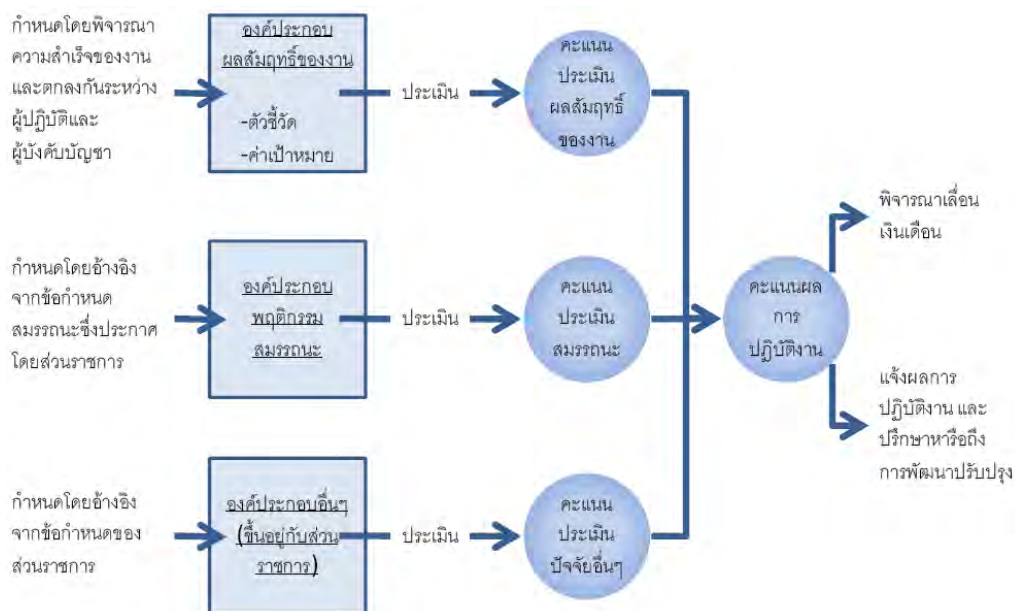 กำหนดโดยพิจารณา
ความสำเร็จของงาน
และตกลงกันระหว่าง
ผู้ปฏิบัติและ
ผู้บังคับบัญชา
องค์ประกอบ
ผลสัมฤทธิ์ของงาน
-ตัวชี้วัด
-ค่าเป้าหมาย
ประเมิน
คะแนน
ประเมิน
ผลสัมฤทธิ์
ของงาน
กำหนดโดยอ้างอิง
จากข้อกำหนด
สมรรถนะซึ่งประกาศ
โดยส่วนราชการ
องค์ประกอบ
พฤติกรรม
สมรรถนะ
ประเมิน
คะแนน
ประเมิน
สมรรถนะ
กำหนดโดยอ้างอิง
จากข้อกำหนดของ
ส่วนราชการ
องค์ประกอบอื่นๆ
(ขึ้นอยู่กับส่วน
ราชการ)
ประเมิน
คะแนน
ประเมิน
ปัจจัยอื่นๆ
คะแนนผล
การ
ปฏิบัติงาน
พิจารณาเลื่อน
เงินเดือน
แจ้งผลการ
ปฏิบัติงาน และ
ปรึกษาหารือถึง
การพัฒนาปรับปรุง